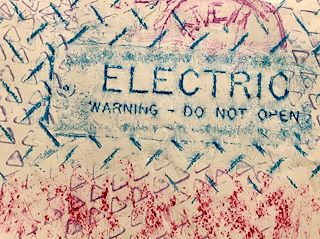 ELECTRIC
WARNING - DO NOT OPEN